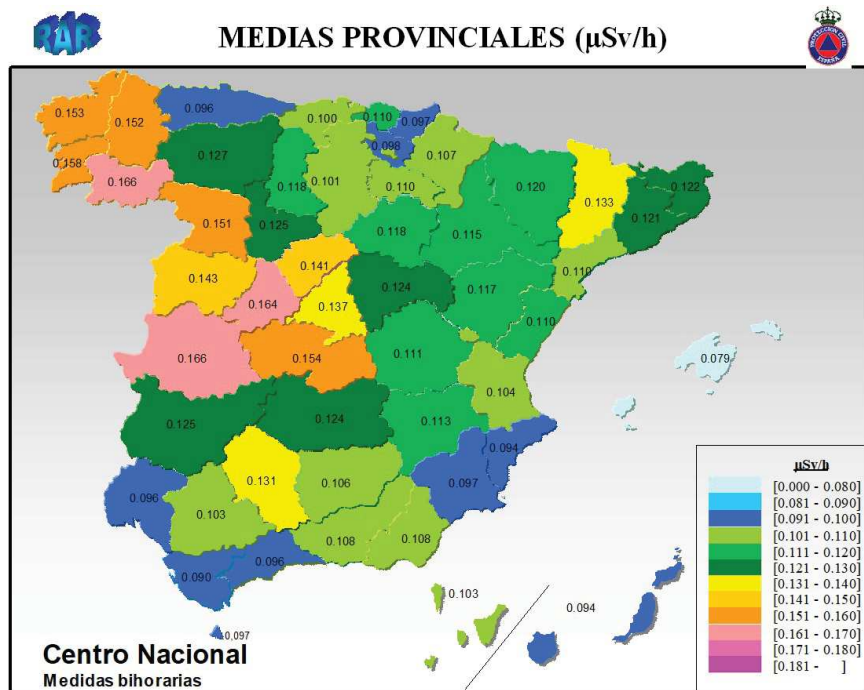 RAR
MEDIAS PROVINCIALES (µSv/h)
PROTECCION CIVIL
ESPAÑA
0.153
0.152
0.096
0.100
0.110
0.097
0.098
0.107
0.158
0.166
0.127
0.118
0.101
0.110
0.120
0.133
0.122
0.121
0.151
0.125
0.118
0.115
0.110
0.143
0.141
0.164
0.137
0.124
0.117
0.110
0.166
0.154
0.111
0.104
0.079
0.125
0.124
0.113
0.094
0.096
0.103
0.131
0.106
0.097
0.090
0.096
0.108
0.108
0.097
0.103
0.094
µSv/h
[0.000 - 0.080]
[0.081 - 0.090]
[0.091 - 0.100]
[0.101 - 0.110]
[0.111 - 0.120]
[0.121 - 0.130]
[0.131 - 0.140]
[0.141 - 0.150]
[0.151 - 0.160]
[0.161 - 0.170]
[0.171 - 0.180]
[0.181 - ]
Centro Nacional
Medidas bihorarias